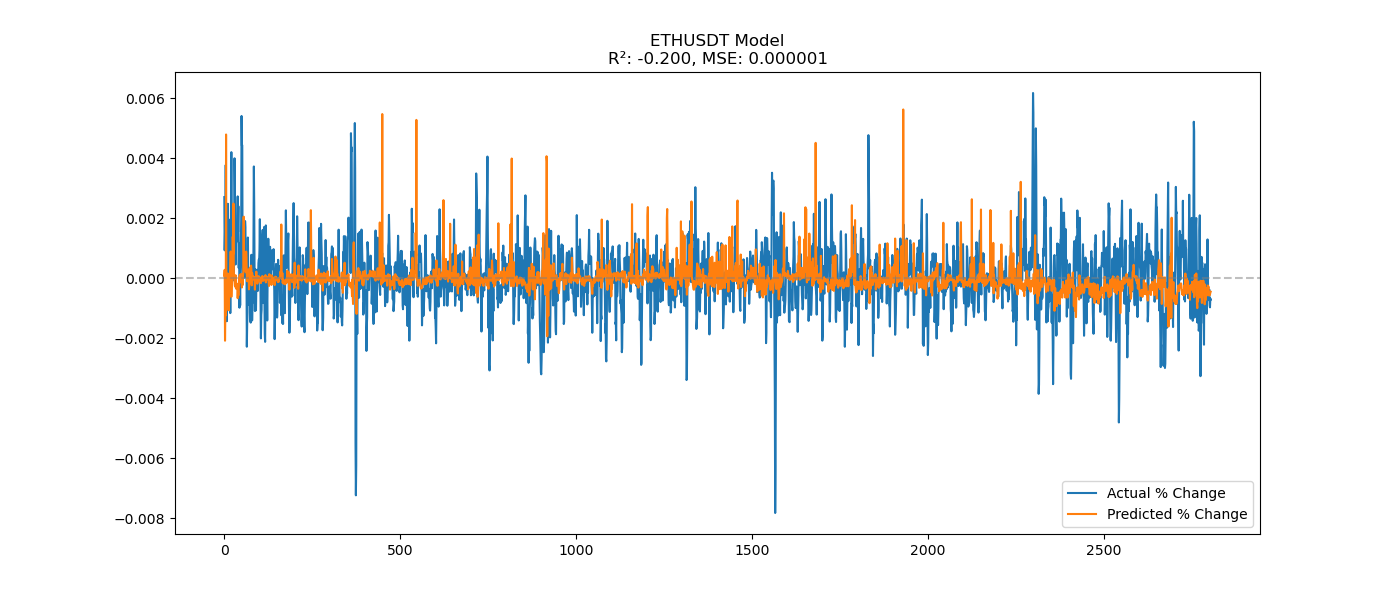 ETHUSDT Model
R²: -0.200, MSE: 0.000001
0.006
0.004
0.002
0.000
−0.002
−0.004
−0.006
−0.008
Actual % Change
Predicted % Change
0 500 1000 1500 2000 2500